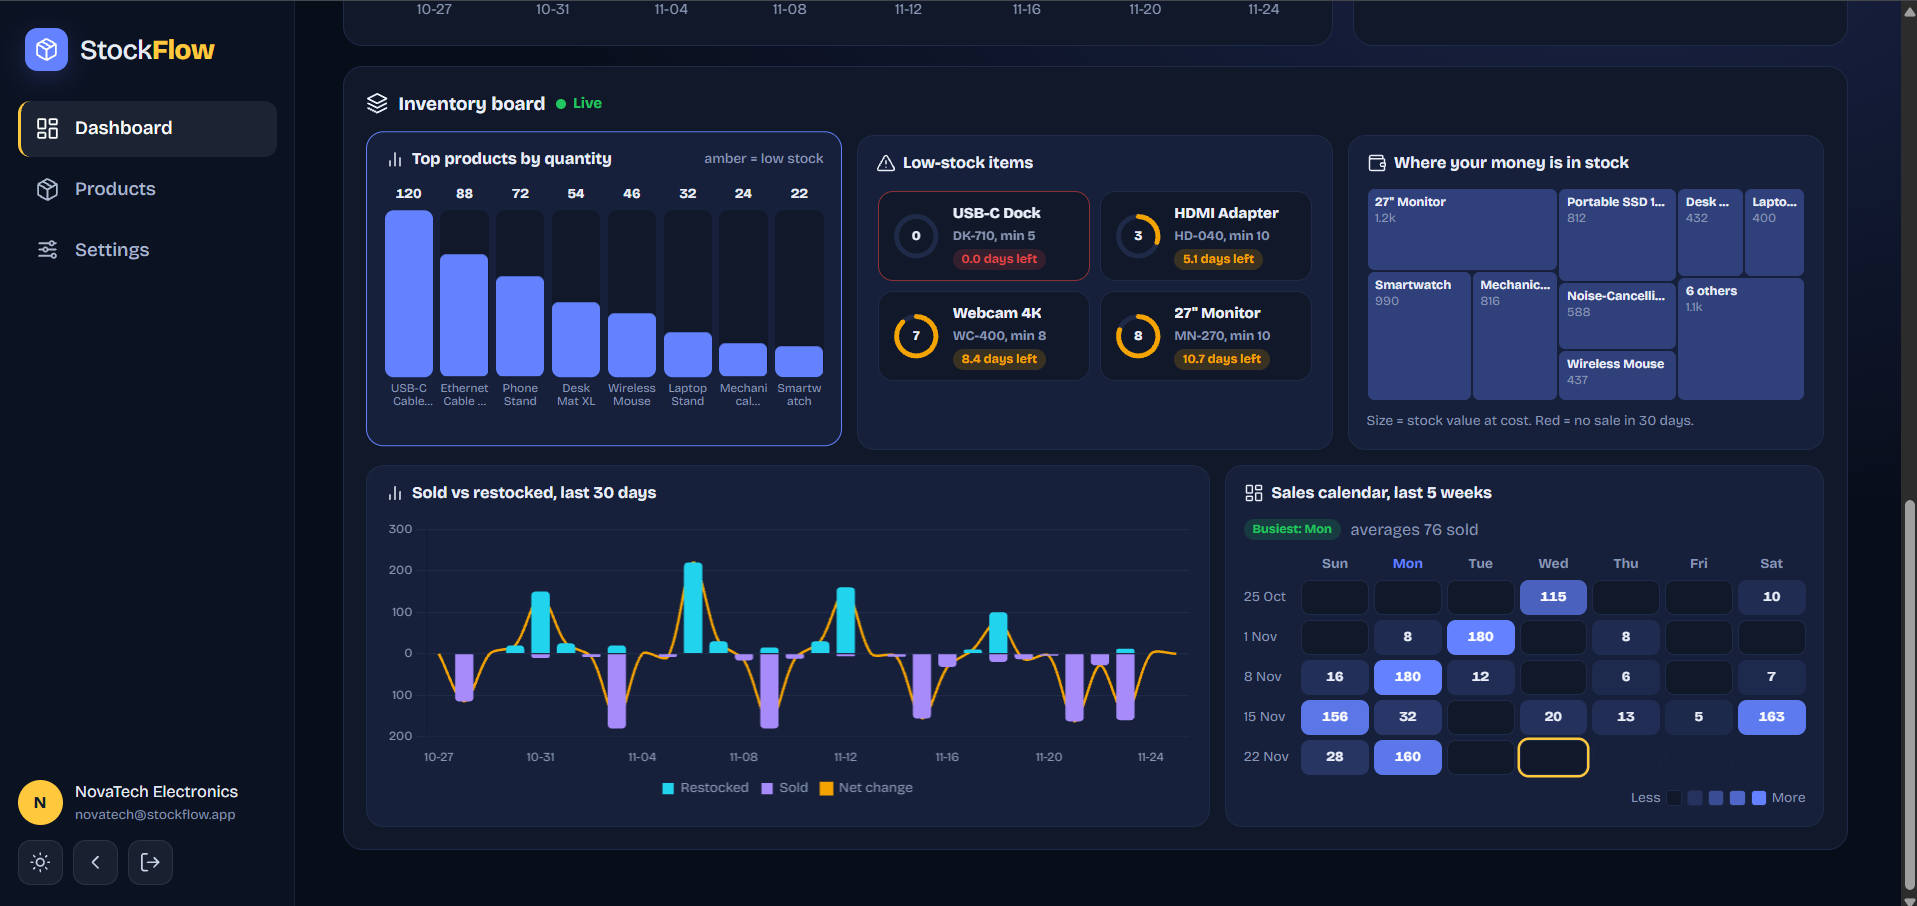 10-27 10-31 11-04 11-08 11-12 11-16 11-20 11-24
StockFlow
Dashboard
Products
Settings
NovaTech Electronics
novatech@stockflow.app
N
Inventory board Live
Top products by quantity amber = low stock
120 88 72 54 46 32 24 22
USB-C Cable... Ethernet Cable ... Phone Stand Desk Mat XL Wireless Mouse Laptop Stand Mechani cal... Smartw atch
Low-stock items
0 USB-C Dock
DK-710, min 5
0.0 days left
3 HDMI Adapter
HD-040, min 10
5.1 days left
7 Webcam 4K
WC-400, min 8
8.4 days left
8 27" Monitor
MN-270, min 10
10.7 days left
Where your money is in stock
27" Monitor
1.2k
Portable SSD 1...
812
Desk ...
432
Lapto...
400
Smartwatch
990
Mechanic...
816
Noise-Cancelli...
588
6 others
1.1k
Wireless Mouse
437
Size = stock value at cost. Red = no sale in 30 days.
Sold vs restocked, last 30 days
300
200
100
0
100
200
10-27 10-31 11-04 11-08 11-12 11-16 11-20 11-24
Restocked Sold Net change
Sales calendar, last 5 weeks
Busiest: Mon averages 76 sold
Sun Mon Tue Wed Thu Fri Sat
25 Oct 115 10
1 Nov 8 180 8
8 Nov 16 180 12 6 7
15 Nov 156 32 20 13 5 163
22 Nov 28 160
Less More